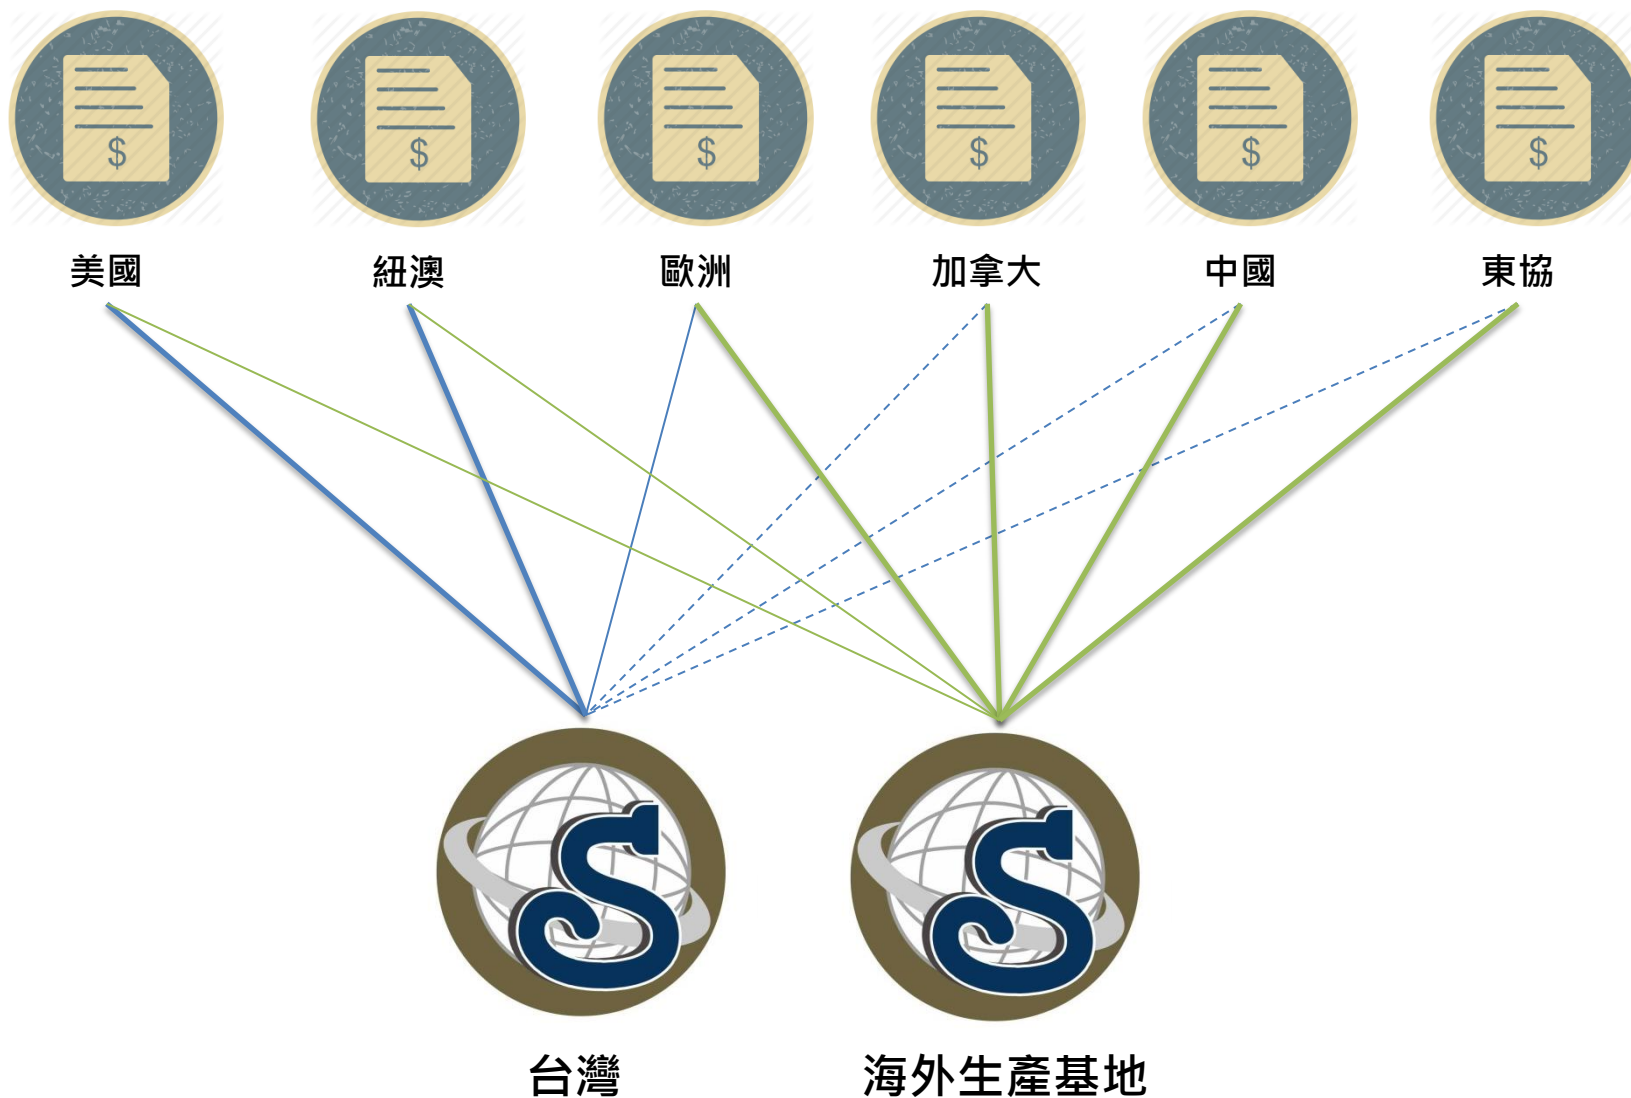 $ $ $ $ $ $
美國 紐澳 歐洲 加拿大 中國 東協
S S
台灣 海外生產基地